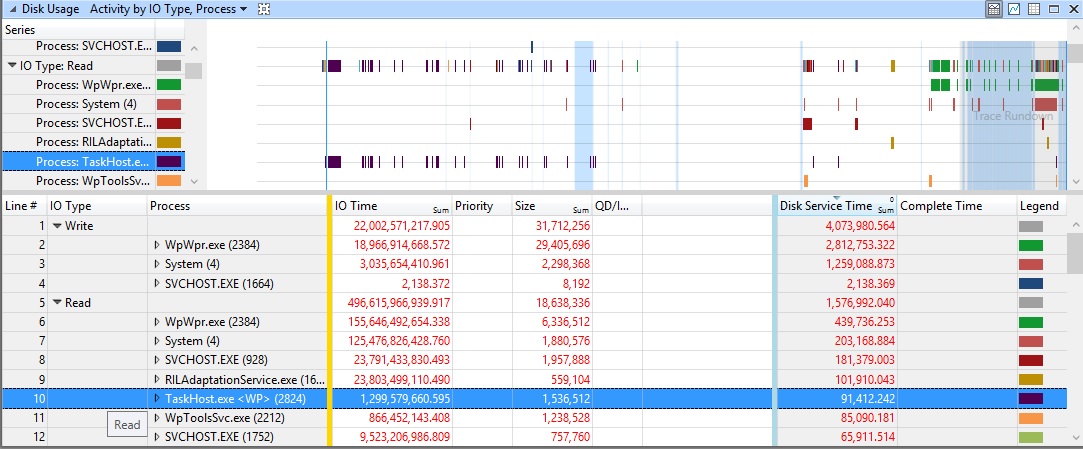 Disk Usage Activity by IO Type, Process
Series
Process: SVCHOST.E...
IO Type: Read
Process: WpWpr.exe...
Process: System (4)
Process: SVCHOST.E...
Process: RILAdaptati...
Process: TaskHost.e...
Process: WpToolsSv...
Trace Rundown
Line # IO Type Process IO Time Sum Priority Size Sum QD/I... Disk Service Time 0 Sum Complete Time Legend
1 Write 22,002,571,217.905 31,712,256 4,073,980.564
2 WpWpr.exe (2384) 18,966,914,668.572 29,405,696 2,812,753.322
3 System (4) 3,035,654,410.961 2,298,368 1,259,088.873
4 SVCHOST.EXE (1664) 2,138.372 8,192 2,138.369
5 Read 496,615,966,939.917 18,638,336 1,576,992.040
6 WpWpr.exe (2384) 155,646,492,654.338 6,336,512 439,736.253
7 System (4) 125,476,826,428.760 1,880,576 203,168.884
8 SVCHOST.EXE (928) 23,791,433,830.493 1,957,888 181,379.003
9 RILAdaptationService.exe (16... 23,803,499,110.490 559,104 101,910.043
10 TaskHost.exe <WP> (2824) 1,299,579,660.595 1,536,512 91,412.242
11 WpToolsSvc.exe (2212) 866,452,143.408 1,238,528 85,090.181
Read
12 SVCHOST.EXE (1752) 9,523,206,986.809 757,760 65,911.514